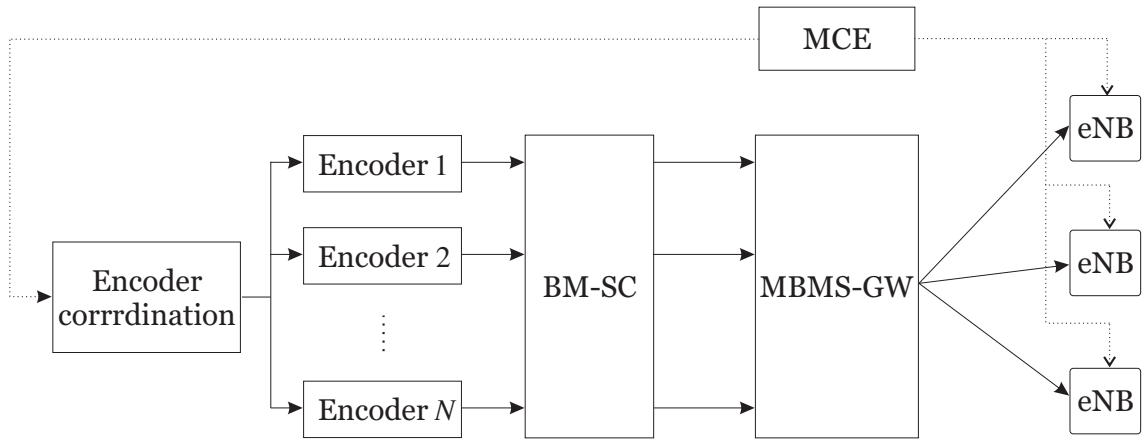 MCE
eNB
Encoder 1
Encoder 2
eNB
Encoder
corrrdination
BM-SC
MBMS-GW
Encoder N
eNB